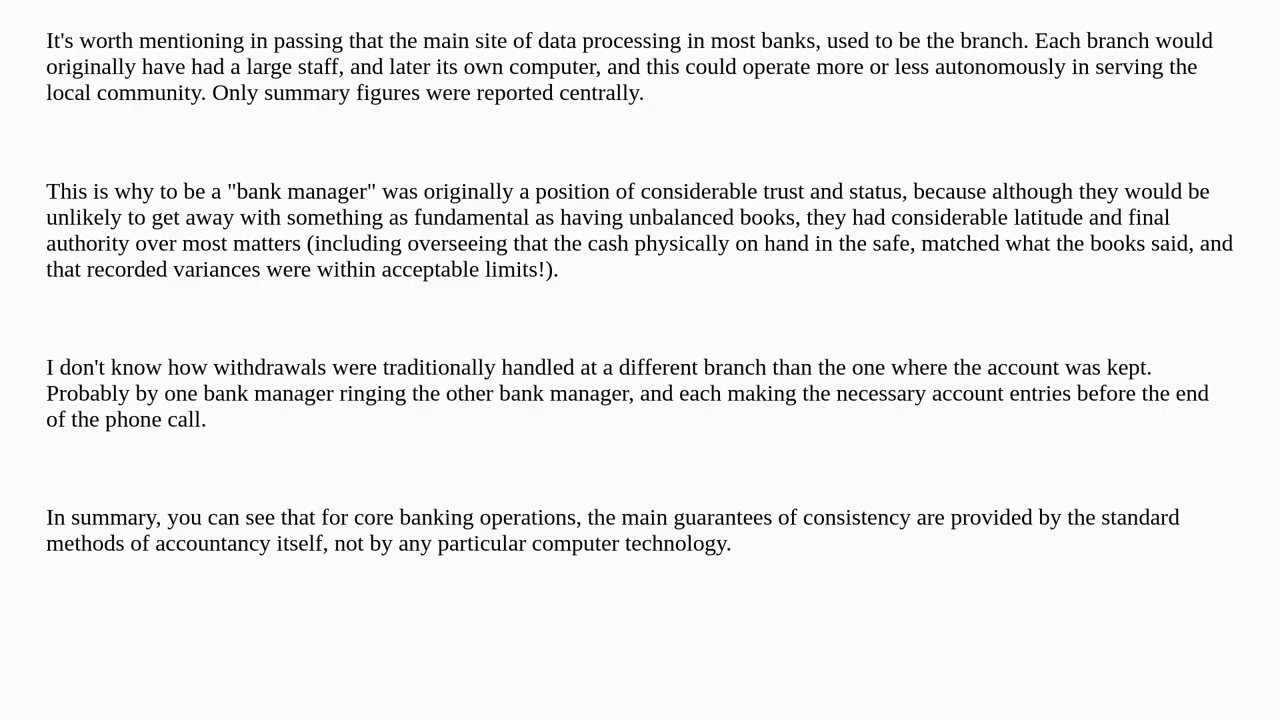 It's worth mentioning in passing that the main site of data processing in most banks, used to be the branch. Each branch would
originally have had a large staff, and later its own computer, and this could operate more or less autonomously in serving the
local community. Only summary figures were reported centrally.
This is why to be a "bank manager" was originally a position of considerable trust and status, because although they would be
unlikely to get away with something as fundamental as having unbalanced books, they had considerable latitude and final
authority over most matters (including overseeing that the cash physically on hand in the safe, matched what the books said, and
that recorded variances were within acceptable limits!).
I don't know how withdrawals were traditionally handled at a different branch than the one where the account was kept.
Probably by one bank manager ringing the other bank manager, and each making the necessary account entries before the end
of the phone call.
In summary, you can see that for core banking operations, the main guarantees of consistency are provided by the standard
methods of accountancy itself, not by any particular computer technology.